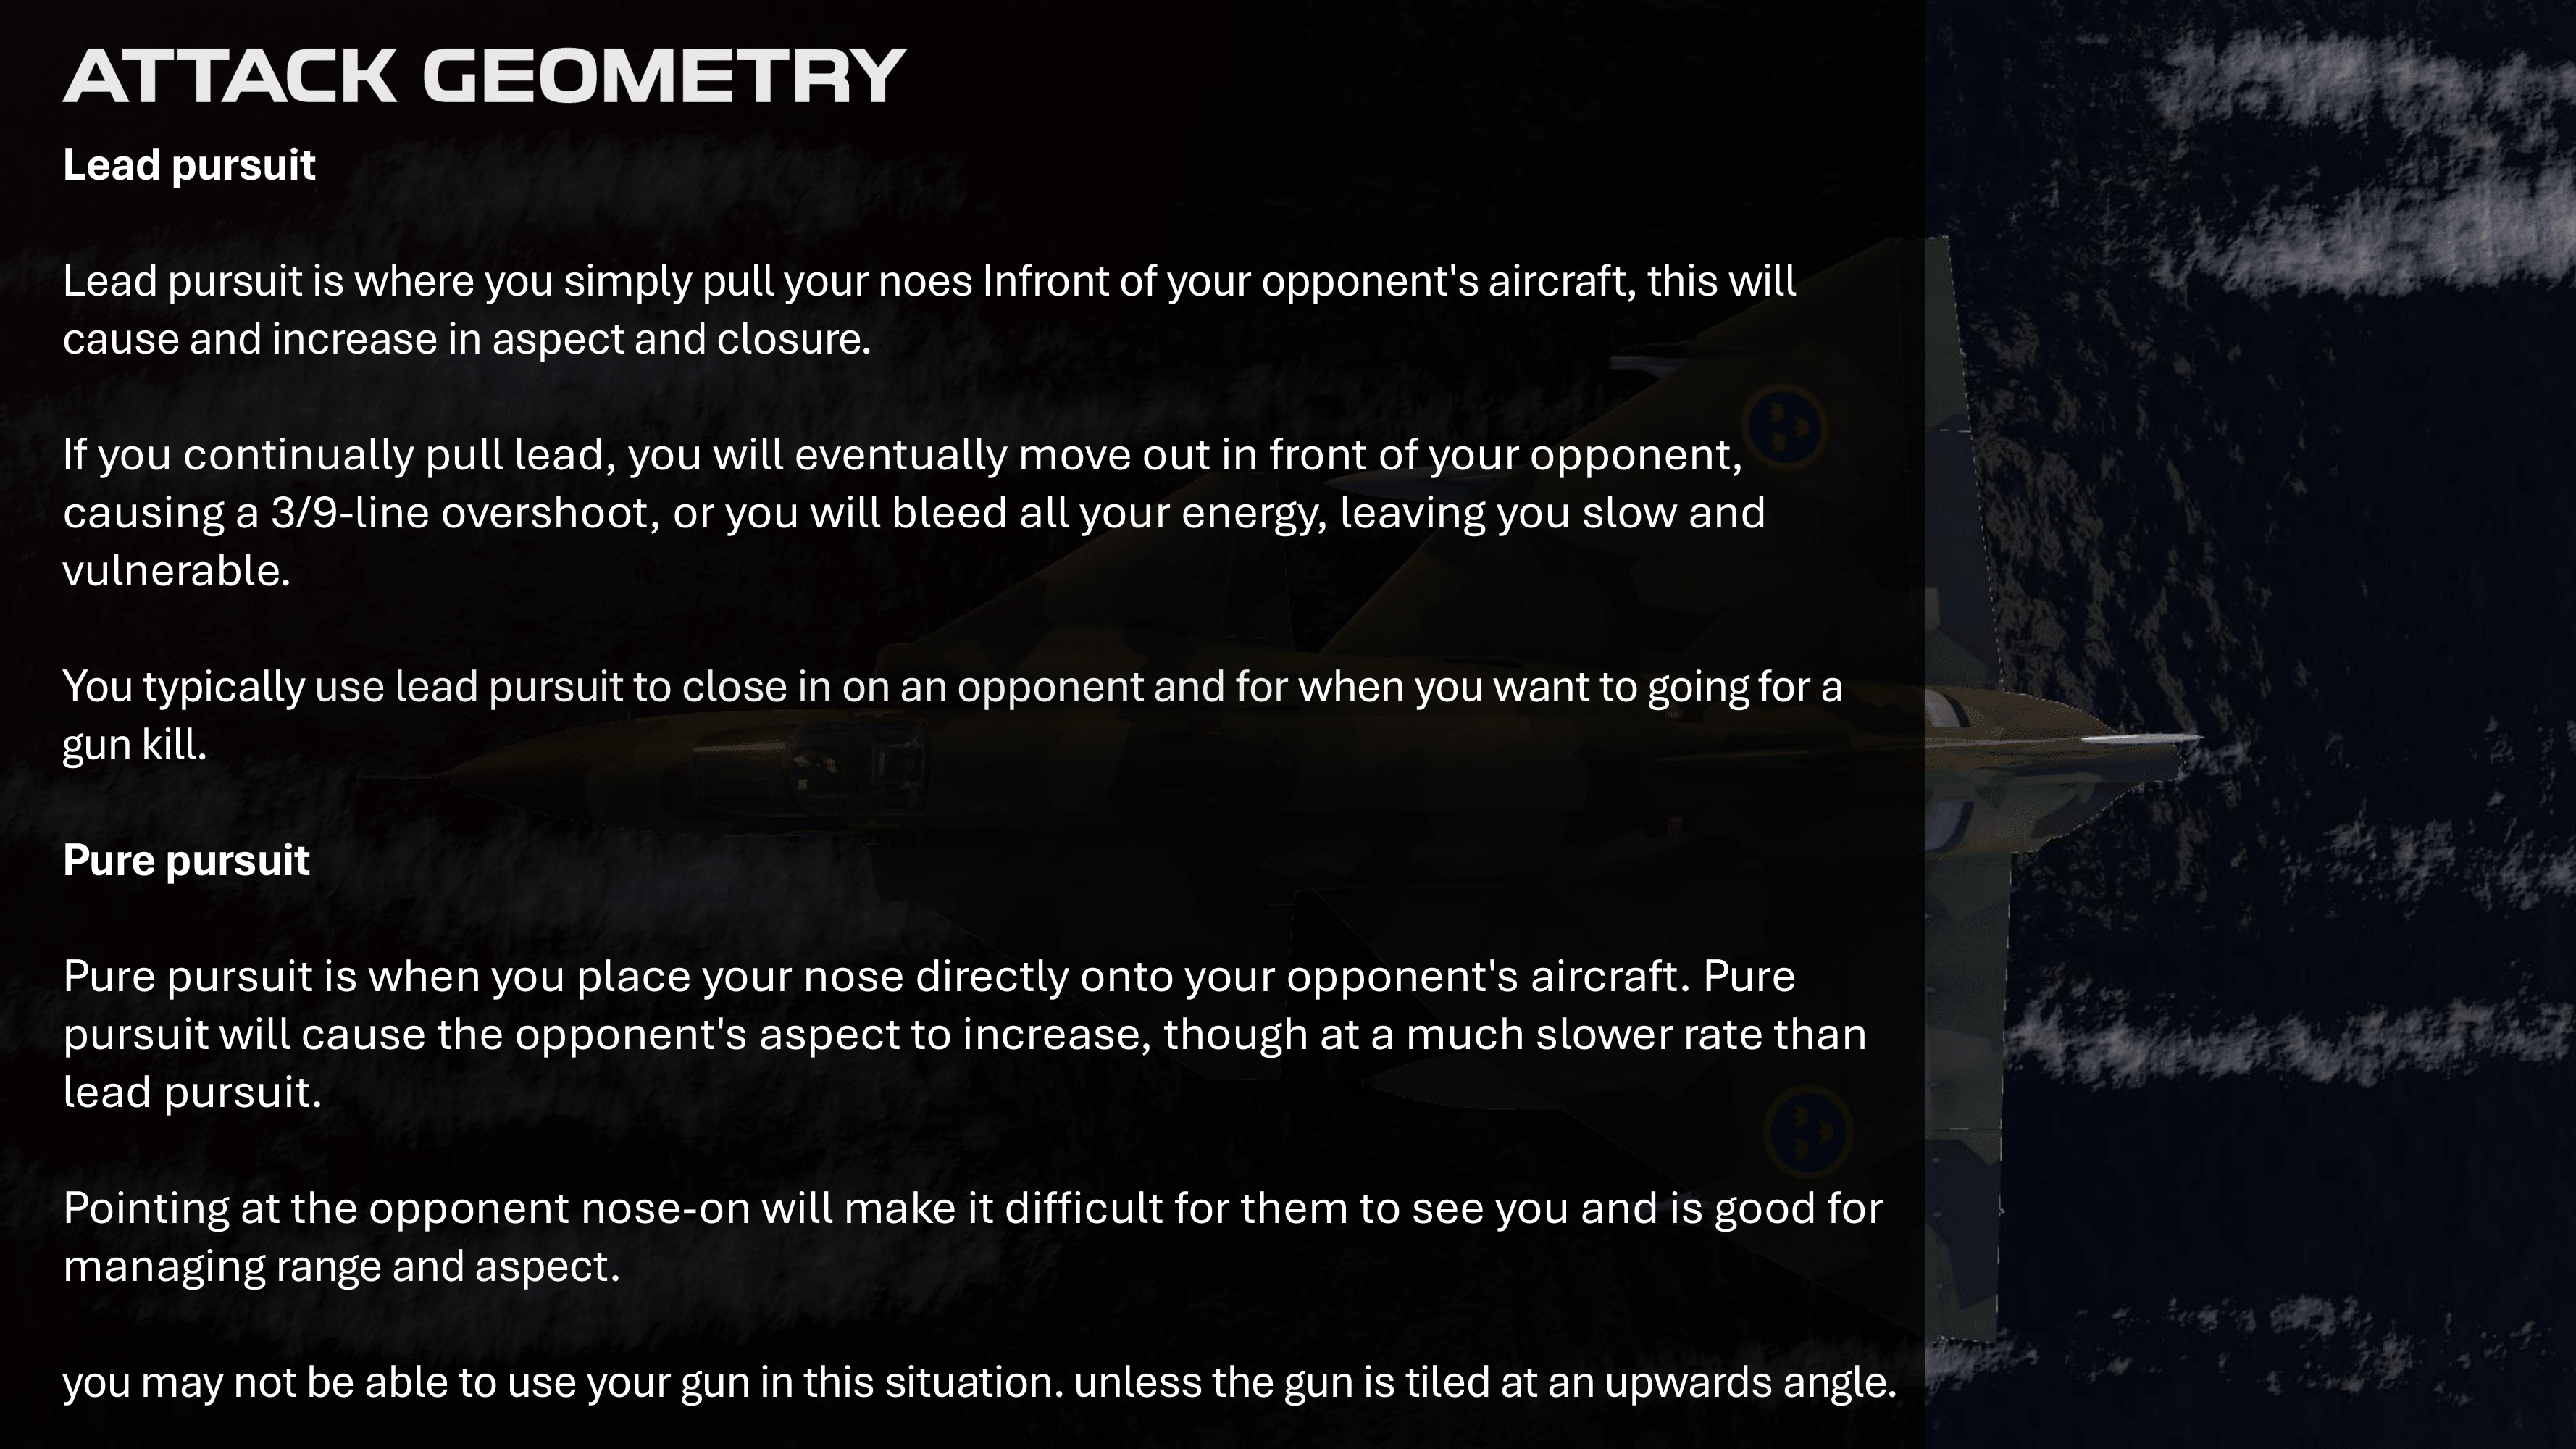 ATTACK GEOMETRY
Lead pursuit
Lead pursuit is where you simply pull your noes Infront of your opponent's aircraft, this will
cause and increase in aspect and closure.
If you continually pull lead, you will eventually move out in front of your opponent,
causing a 3/9-line overshoot, or you will bleed all your energy, leaving you slow and
vulnerable.
You typically use lead pursuit to close in on an opponent and for when you want to going for a
gun kill.
Pure pursuit
Pure pursuit is when you place your nose directly onto your opponent's aircraft. Pure
pursuit will cause the opponent's aspect to increase, though at a much slower rate than
lead pursuit.
Pointing at the opponent nose-on will make it difficult for them to see you and is good for
managing range and aspect.
you may not be able to use your gun in this situation. unless the gun is tiled at an upwards angle.